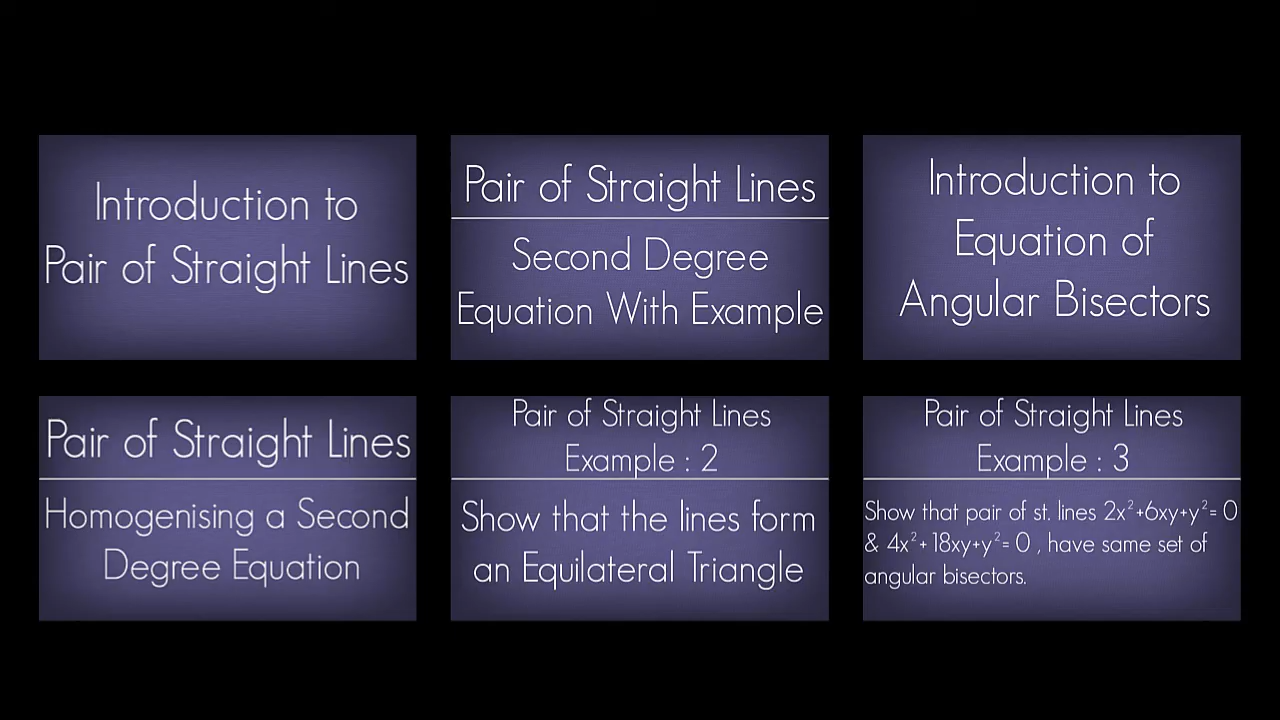 Introduction to
Pair of Straight Lines
Pair of Straight Lines
Second Degree
Equation With Example
Introduction to
Equation of
Angular Bisectors
Pair of Straight Lines
Homogenising a Second
Degree Equation
Pair of Straight Lines
Example : 2
Show that the lines form
an Equilateral Triangle
Pair of Straight Lines
Example : 3
Show that pair of st. lines 2x²+6xy+y²= 0
& 4x²+18xy+y²= 0 , have same set of
angular bisectors.